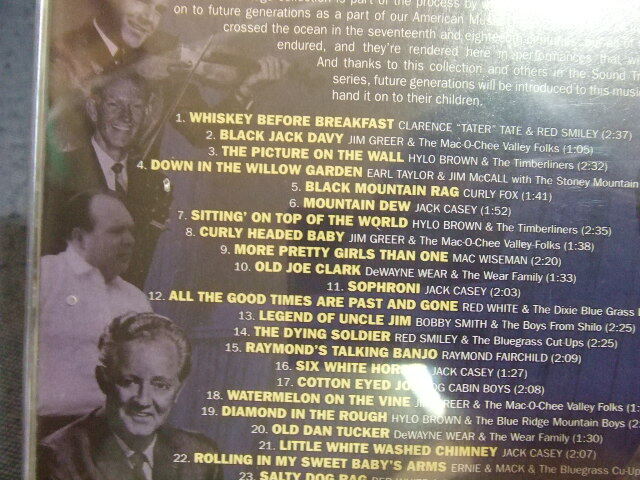 collection is part of the process by
on to future generations as a part of our American
crossed the ocean in the seventeenth and eighteenth
endured, and they're rendered here in performances that
And thanks to this collection and others in the Sound
series, future generations will be introduced to this music
hand it on to their children.
1. WHISKEY BEFORE BREAKFAST CLARENCE "TATER" TATE & RED SMILEY (2:37)
2. BLACK JACK DAVY JIM GREER & The Mac-O-Chee Valley Folks (1:05)
3. THE PICTURE ON THE WALL HYLO BROWN & The Timberliners (2:32)
4. DOWN IN THE WILLOW GARDEN EARL TAYLOR & JIM McCALL with The Stoney Mountain
5. BLACK MOUNTAIN RAG CURLY FOX (1:41)
6. MOUNTAIN DEW JACK CASEY (1:52)
7. SITTING' ON TOP OF THE WORLD HYLO BROWN & The Timberliners (2:35)
8. CURLY HEADED BABY JIM GREER & The Mac-O-Chee Valley Folks (1:38)
9. MORE PRETTY GIRLS THAN ONE MAC WISEMAN (2:20)
10. OLD JOE CLARK DeWAYNE WEAR & The Wear Family (1:33)
11. SOPHRONI JACK CASEY (2:03)
12. ALL THE GOOD TIMES ARE PAST AND GONE RED WHITE & The Dixie Blue Grass
13. LEGEND OF UNCLE JIM BOBBY SMITH & The Boys From Shilo (2:25)
14. THE DYING SOLDIER RED SMILEY & The Bluegrass Cut-Ups (2:25)
15. RAYMOND'S TALKING BANJO RAYMOND FAIRCHILD (2:09)
16. SIX WHITE JACK CASEY (1:27)
17. COTTON EYED CABIN BOYS (2:08)
18. WATERMELON ON THE VINE GREER & The Mac-O-Chee Valley Folks
19. DIAMOND IN THE ROUGH HYLO BROWN & The Blue Ridge Mountain Boys
20. OLD DAN TUCKER DeWAYNE WEAR & The Wear Family (1:30)
21. LITTLE WHITE WASHED CHIMNEY JACK CASEY (2:07)
22. ROLLING IN MY SWEET BABY'S ARMS ERNIE & MACK & The Bluegrass Cu-Up
23. SALTY DOG RAG RED WHITE